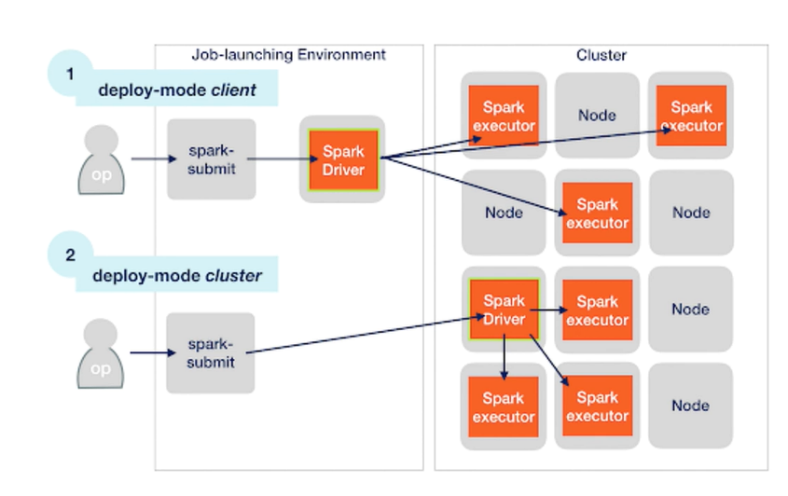 Job-launching Environment
Cluster
1
deploy-mode client
op
spark-
submit
Spark
Driver
Spark
executor
Node
Spark
executor
Node
Spark
executor
Node
2
deploy-mode cluster
op
spark-
submit
Spark
Driver
Spark
executor
Node
Spark
executor
Spark
executor
Node